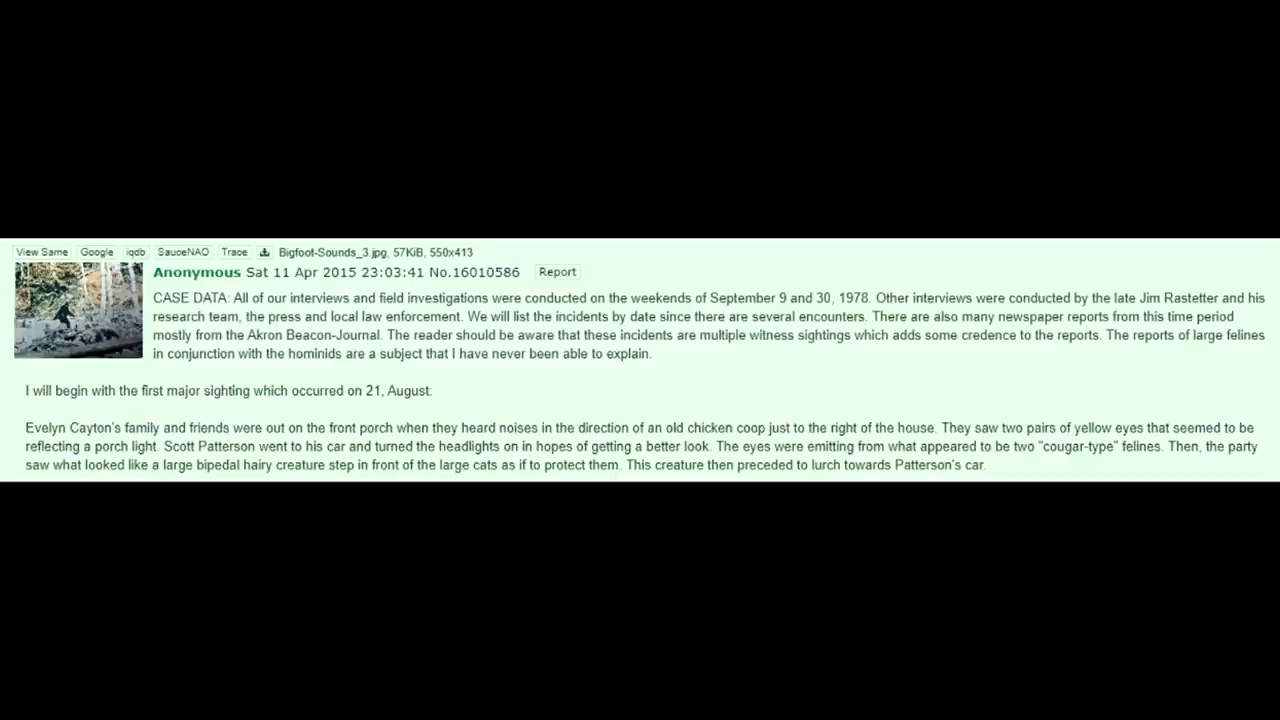 View Same Google iqdb SauceNAO Trace Bigfoot-Sounds_3 jpg, 57KiB, 550x413
Anonymous Sat 11 Apr 2015 23:03:41 No.16010586 Report
CASE DATA: All of our interviews and field investigations were conducted on the weekends of September 9 and 30, 1978. Other interviews were conducted by the late Jim Rastetter and his
research team, the press and local law enforcement. We will list the incidents by date since there are several encounters. There are also many newspaper reports from this time period
mostly from the Akron Beacon-Journal. The reader should be aware that these incidents are multiple witness sightings which adds some credence to the reports. The reports of large felines
in conjunction with the hominids are a subject that I have never been able to explain.
I will begin with the first major sighting which occurred on 21, August:
Evelyn Cayton's family and friends were out on the front porch when they heard noises in the direction of an old chicken coop just to the right of the house. They saw two pairs of yellow eyes that seemed to be
reflecting a porch light. Scott Patterson went to his car and turned the headlights on in hopes of getting a better look. The eyes were emitting from what appeared to be two "cougar-type" felines. Then, the party
saw what looked like a large bipedal hairy creature step in front of the large cats as if to protect them. This creature then preceded to lurch towards Patterson's car.